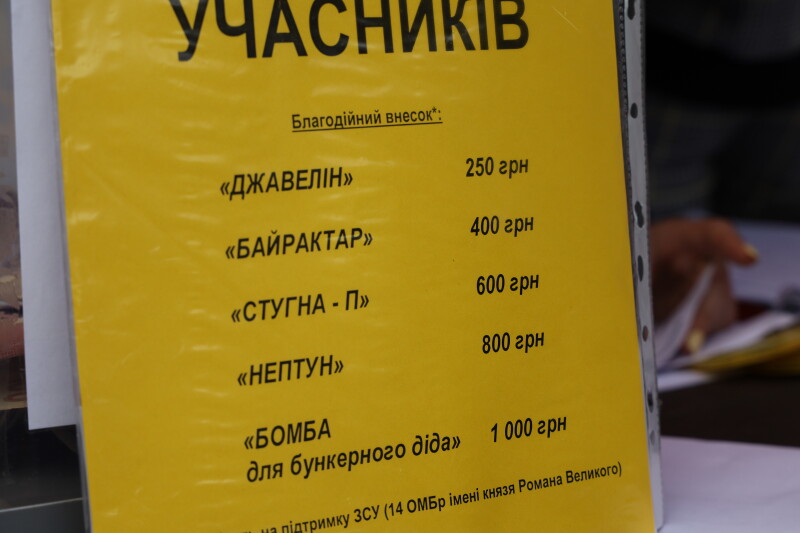 УЧАСНИКІВ
Благодійний внесок*:
«ДЖАВЕЛІН» 250 грн
«БАЙРАКТАР» 400 грн
«СТУГНА - П» 600 грн
«НЕПТУН» 800 грн
«БОМБА
для бункерного діда» 1 000 грн
на підтримку ЗСУ (14 ОМБр імені князя Романа Великого)